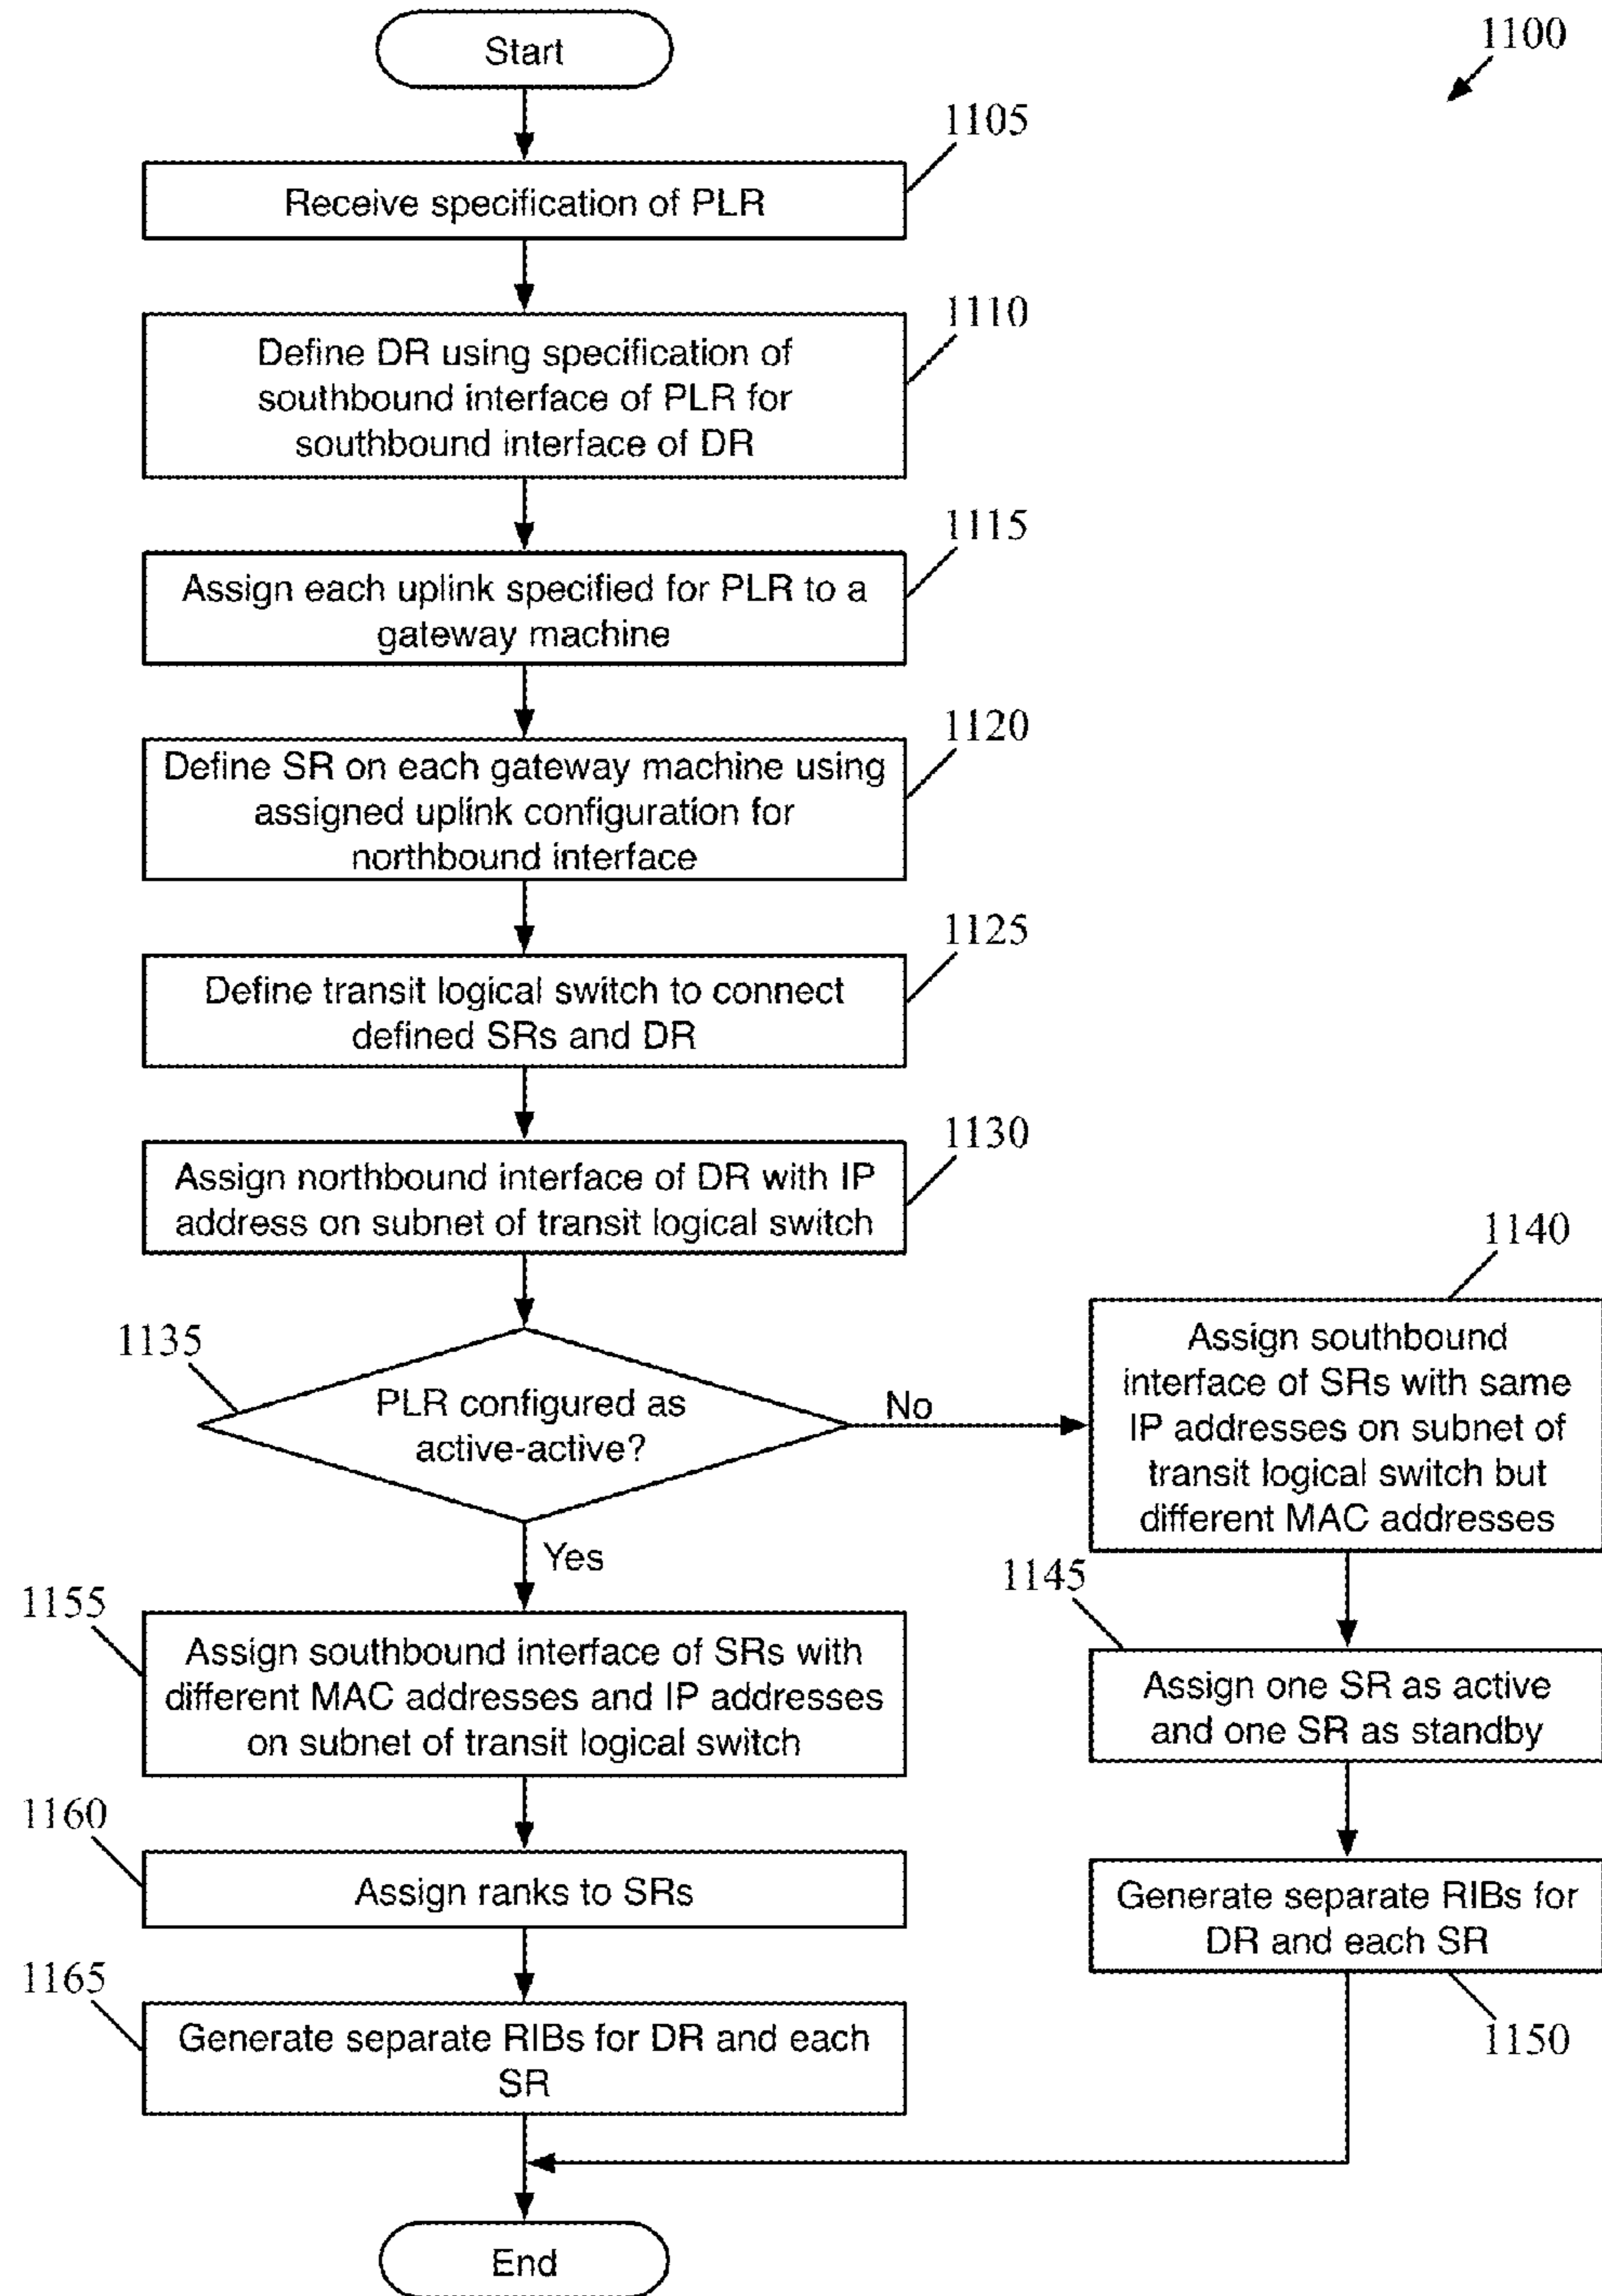 Start
1100
1105
Receive specification of PLR
1110
Define DR using specification of
southbound interface of PLR for
southbound interface of DR
1115
Assign each uplink specified for PLR to a
gateway machine
1120
Define SR on each gateway machine using
assigned uplink configuration for
northbound interface
1125
Define transit logical switch to connect
defined SRs and DR
1130
Assign northbound interface of DR with IP
address on subnet of transit logical switch
1135
PLR configured as
active-active?
No
Yes
1140
Assign southbound
interface of SRs with same
IP addresses on subnet of
transit logical switch but
different MAC addresses
1145
Assign one SR as active
and one SR as standby
Generate separate RIBs for
DR and each SR
1150
1155
Assign southbound interface of SRs with
different MAC addresses and IP addresses
on subnet of transit logical switch
1160
Assign ranks to SRs
1165
Generate separate RIBs for DR and each
SR
End